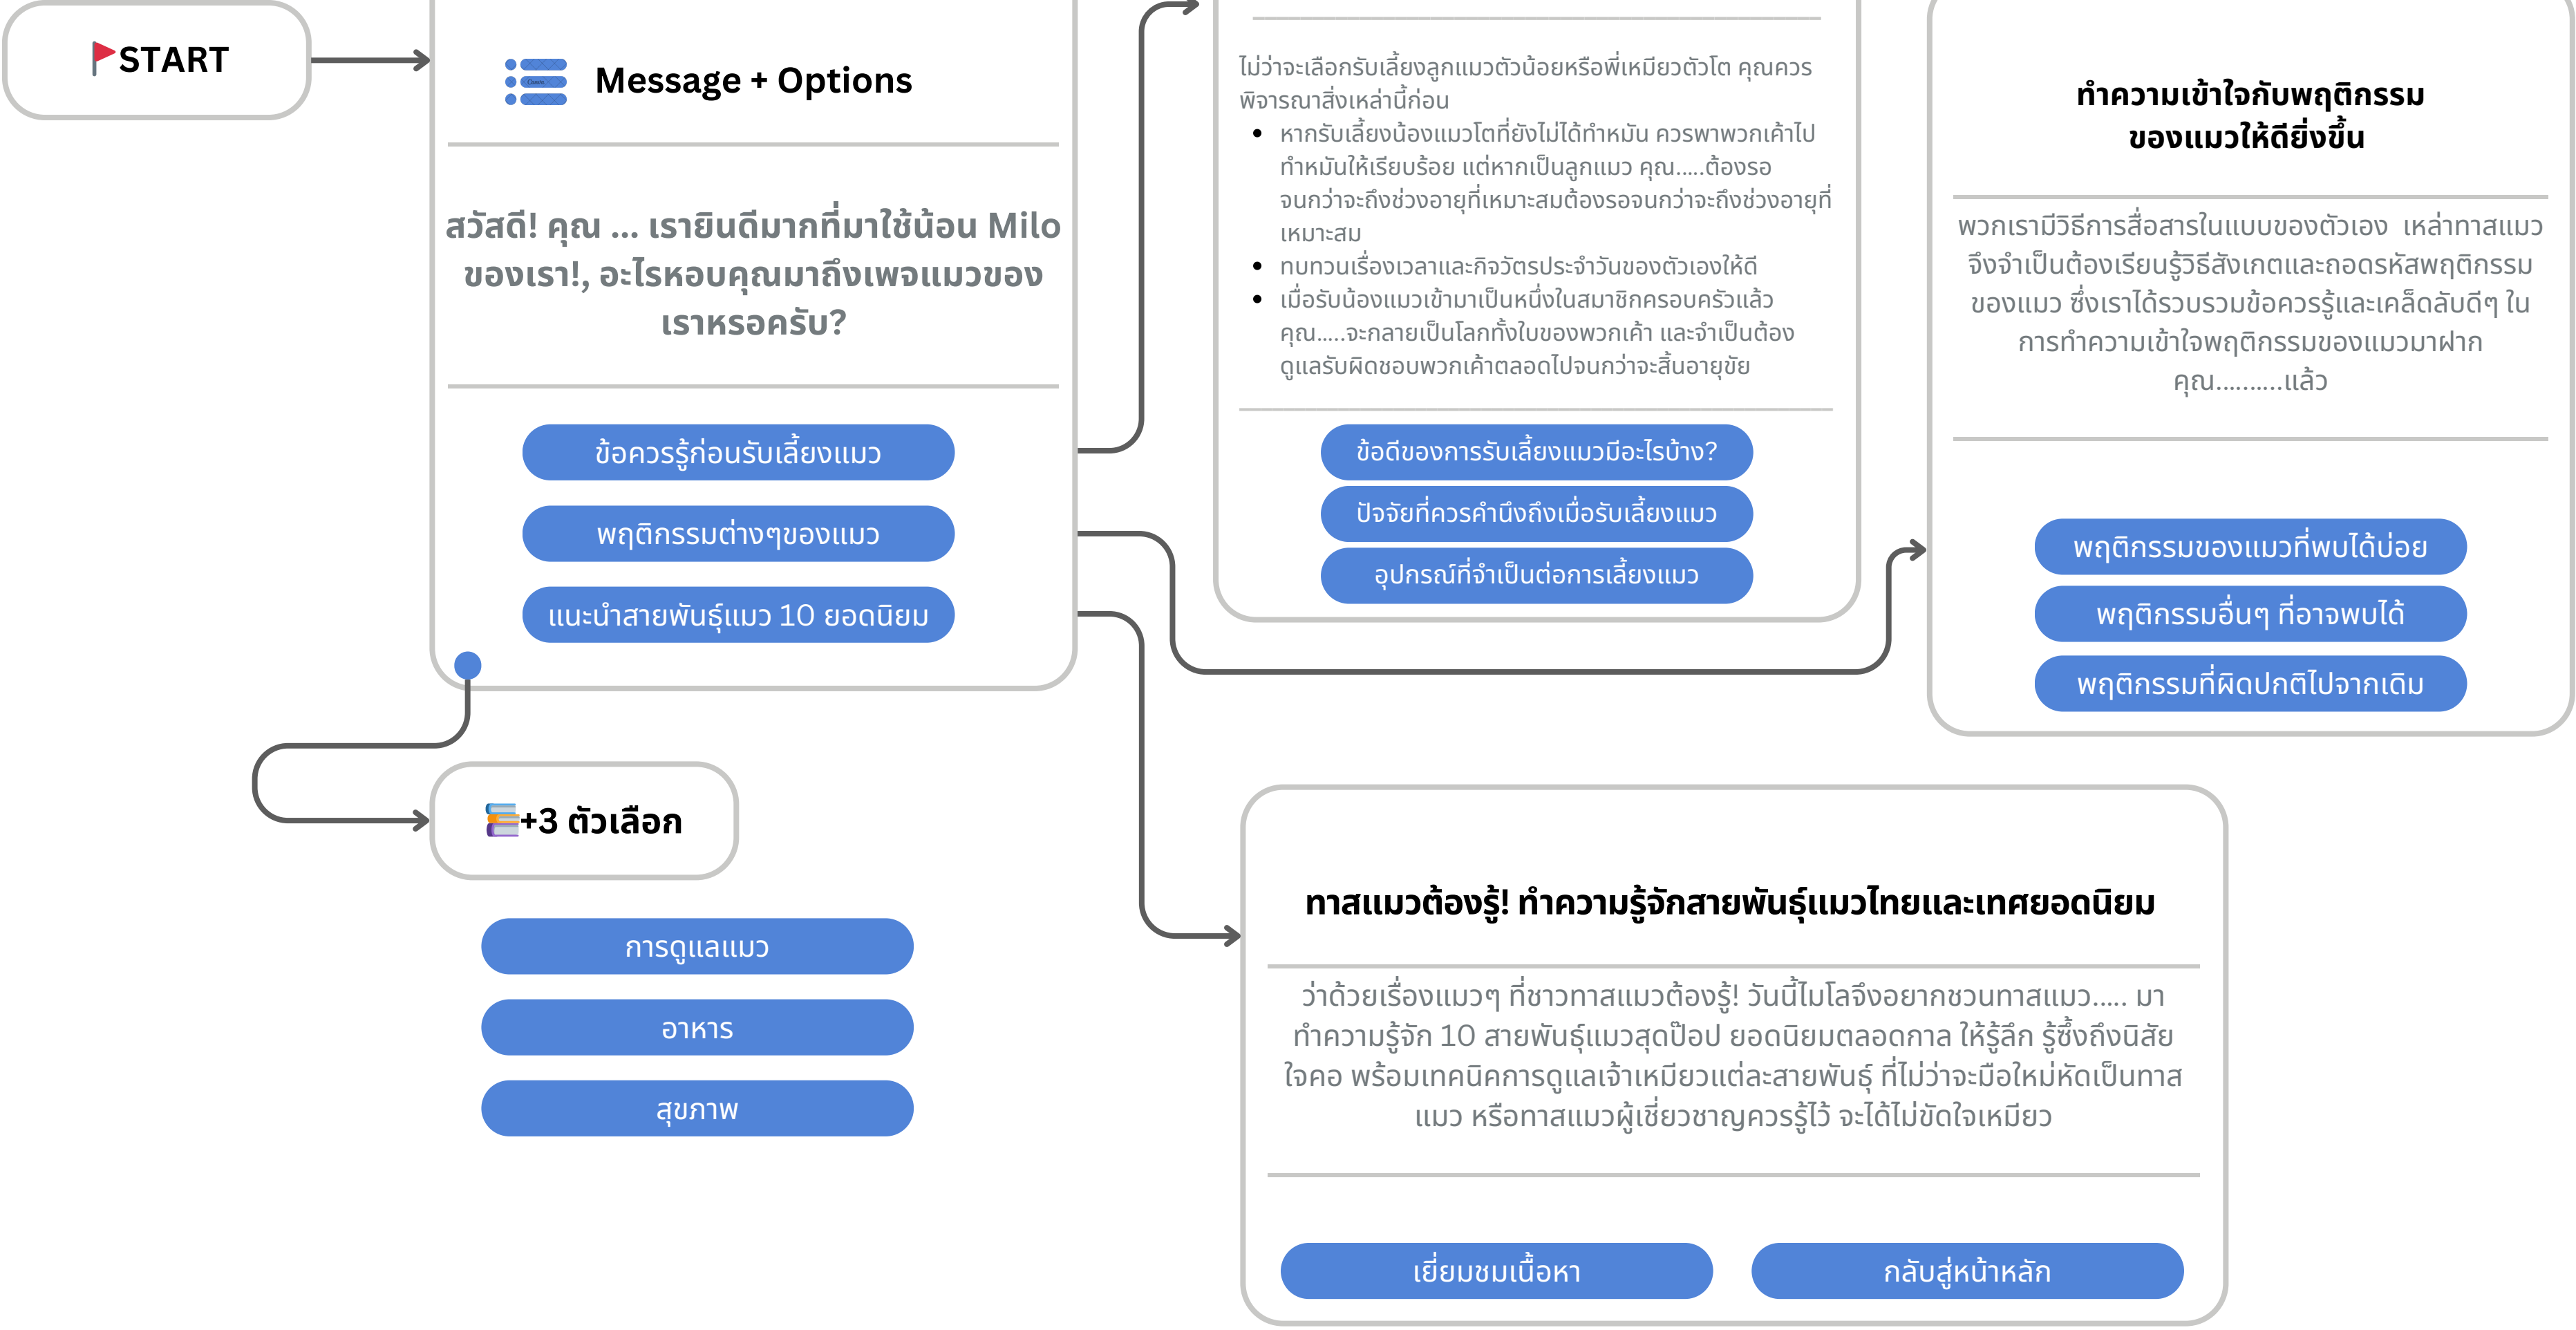 START
Message + Options
สวัสดี! คุณ ... เรายินดีมากที่มาใช้น้อน Milo
ของเรา!, อะไรหอบคุณมาถึงเพจแมวของ
เราหรอครับ?
ข้อควรรู้ก่อนรับเลี้ยงแมว
พฤติกรรมต่างๆของแมว
แนะนำสายพันธุ์แมว 10 ยอดนิยม
+3 ตัวเลือก
การดูแลแมว
อาหาร
สุขภาพ
ไม่ว่าจะเลือกรับเลี้ยงลูกแมวตัวน้อยหรือพี่เหมียวตัวโต คุณควร
พิจารณาสิ่งเหล่านี้ก่อน
หากรับเลี้ยงน้องแมวโตที่ยังไม่ได้ทำหมัน ควรพาพวกเค้าไป
ทำหมันให้เรียบร้อย แต่หากเป็นลูกแมว คุณ.....ต้องรอ
จนกว่าจะถึงช่วงอายุที่เหมาะสมต้องรอจนกว่าจะถึงช่วงอายุที่
เหมาะสม
ทบทวนเรื่องเวลาและกิจวัตรประจำวันของตัวเองให้ดี
เมื่อรับน้องแมวเข้ามาเป็นหนึ่งในสมาชิกครอบครัวแล้ว
คุณ.....จะกลายเป็นโลกทั้งใบของพวกเค้า และจำเป็นต้อง
ดูแลรับผิดชอบพวกเค้าตลอดไปจนกว่าจะสิ้นอายุขัย
ข้อดีของการรับเลี้ยงแมวมีอะไรบ้าง?
ปัจจัยที่ควรคำนึงถึงเมื่อรับเลี้ยงแมว
อุปกรณ์ที่จำเป็นต่อการเลี้ยงแมว
ทำความเข้าใจกับพฤติกรรม
ของแมวให้ดียิ่งขึ้น
พวกเรามีวิธีการสื่อสารในแบบของตัวเอง เหล่าทาสแมว
จึงจำเป็นต้องเรียนรู้วิธีสังเกตและถอดรหัสพฤติกรรม
ของแมว ซึ่งเราได้รวบรวมข้อควรรู้และเคล็ดลับดีๆ ใน
การทำความเข้าใจพฤติกรรมของแมวมาฝาก
คุณ..........แล้ว
พฤติกรรมของแมวที่พบได้บ่อย
พฤติกรรมอื่นๆ ที่อาจพบได้
พฤติกรรมที่ผิดปกติไปจากเดิม
ทาสแมวต้องรู้! ทำความรู้จักสายพันธุ์แมวไทยและเทศยอดนิยม
ว่าด้วยเรื่องแมวๆ ที่ชาวทาสแมวต้องรู้! วันนี้ไมโลจึงอยากชวนทาสแมว..... มา
ทำความรู้จัก 10 สายพันธุ์แมวสุดป๊อป ยอดนิยมตลอดกาล ให้รู้ลึก รู้ซึ้งถึงนิสัย
ใจคอ พร้อมเทคนิคการดูแลเจ้าเหมียวแต่ละสายพันธุ์ ที่ไม่ว่าจะมือใหม่หัดเป็นทาส
แมว หรือทาสแมวผู้เชี่ยวชาญควรรู้ไว้ จะได้ไม่ขัดใจเหมียว
เยี่ยมชมเนื้อหา
กลับสู่หน้าหลัก